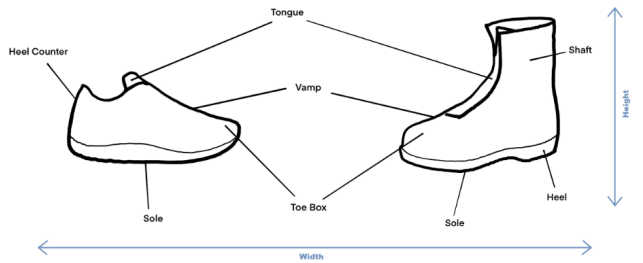 Tongue
Heel Counter
Shaft
Vamp
Height
Toe Box
Heel
Sole
Sole
Width